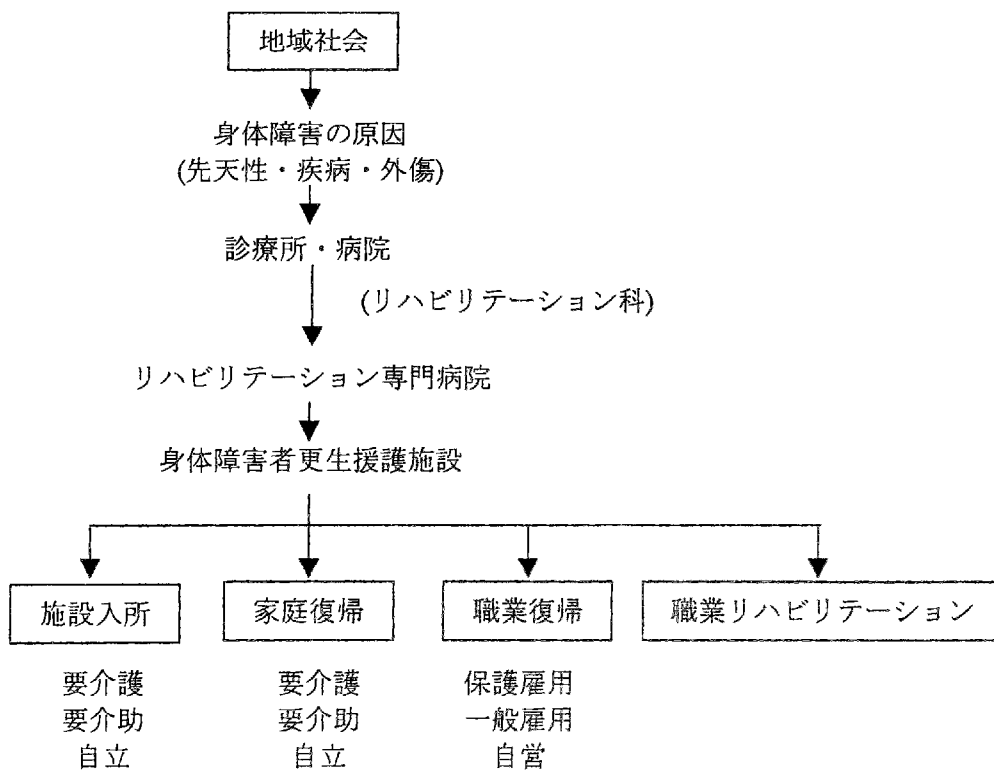 地域社会
身体障害の原因
(先天性・疾病・外傷)
診療所・病院
(リハビリテーション科)
リハビリテーション専門病院
身体障害者更生援護施設
施設入所 家庭復帰 職業復帰 職業リハビリテーション
要介護 要介護 保護雇用
要介助 要介助 一般雇用
自立 自立 自営